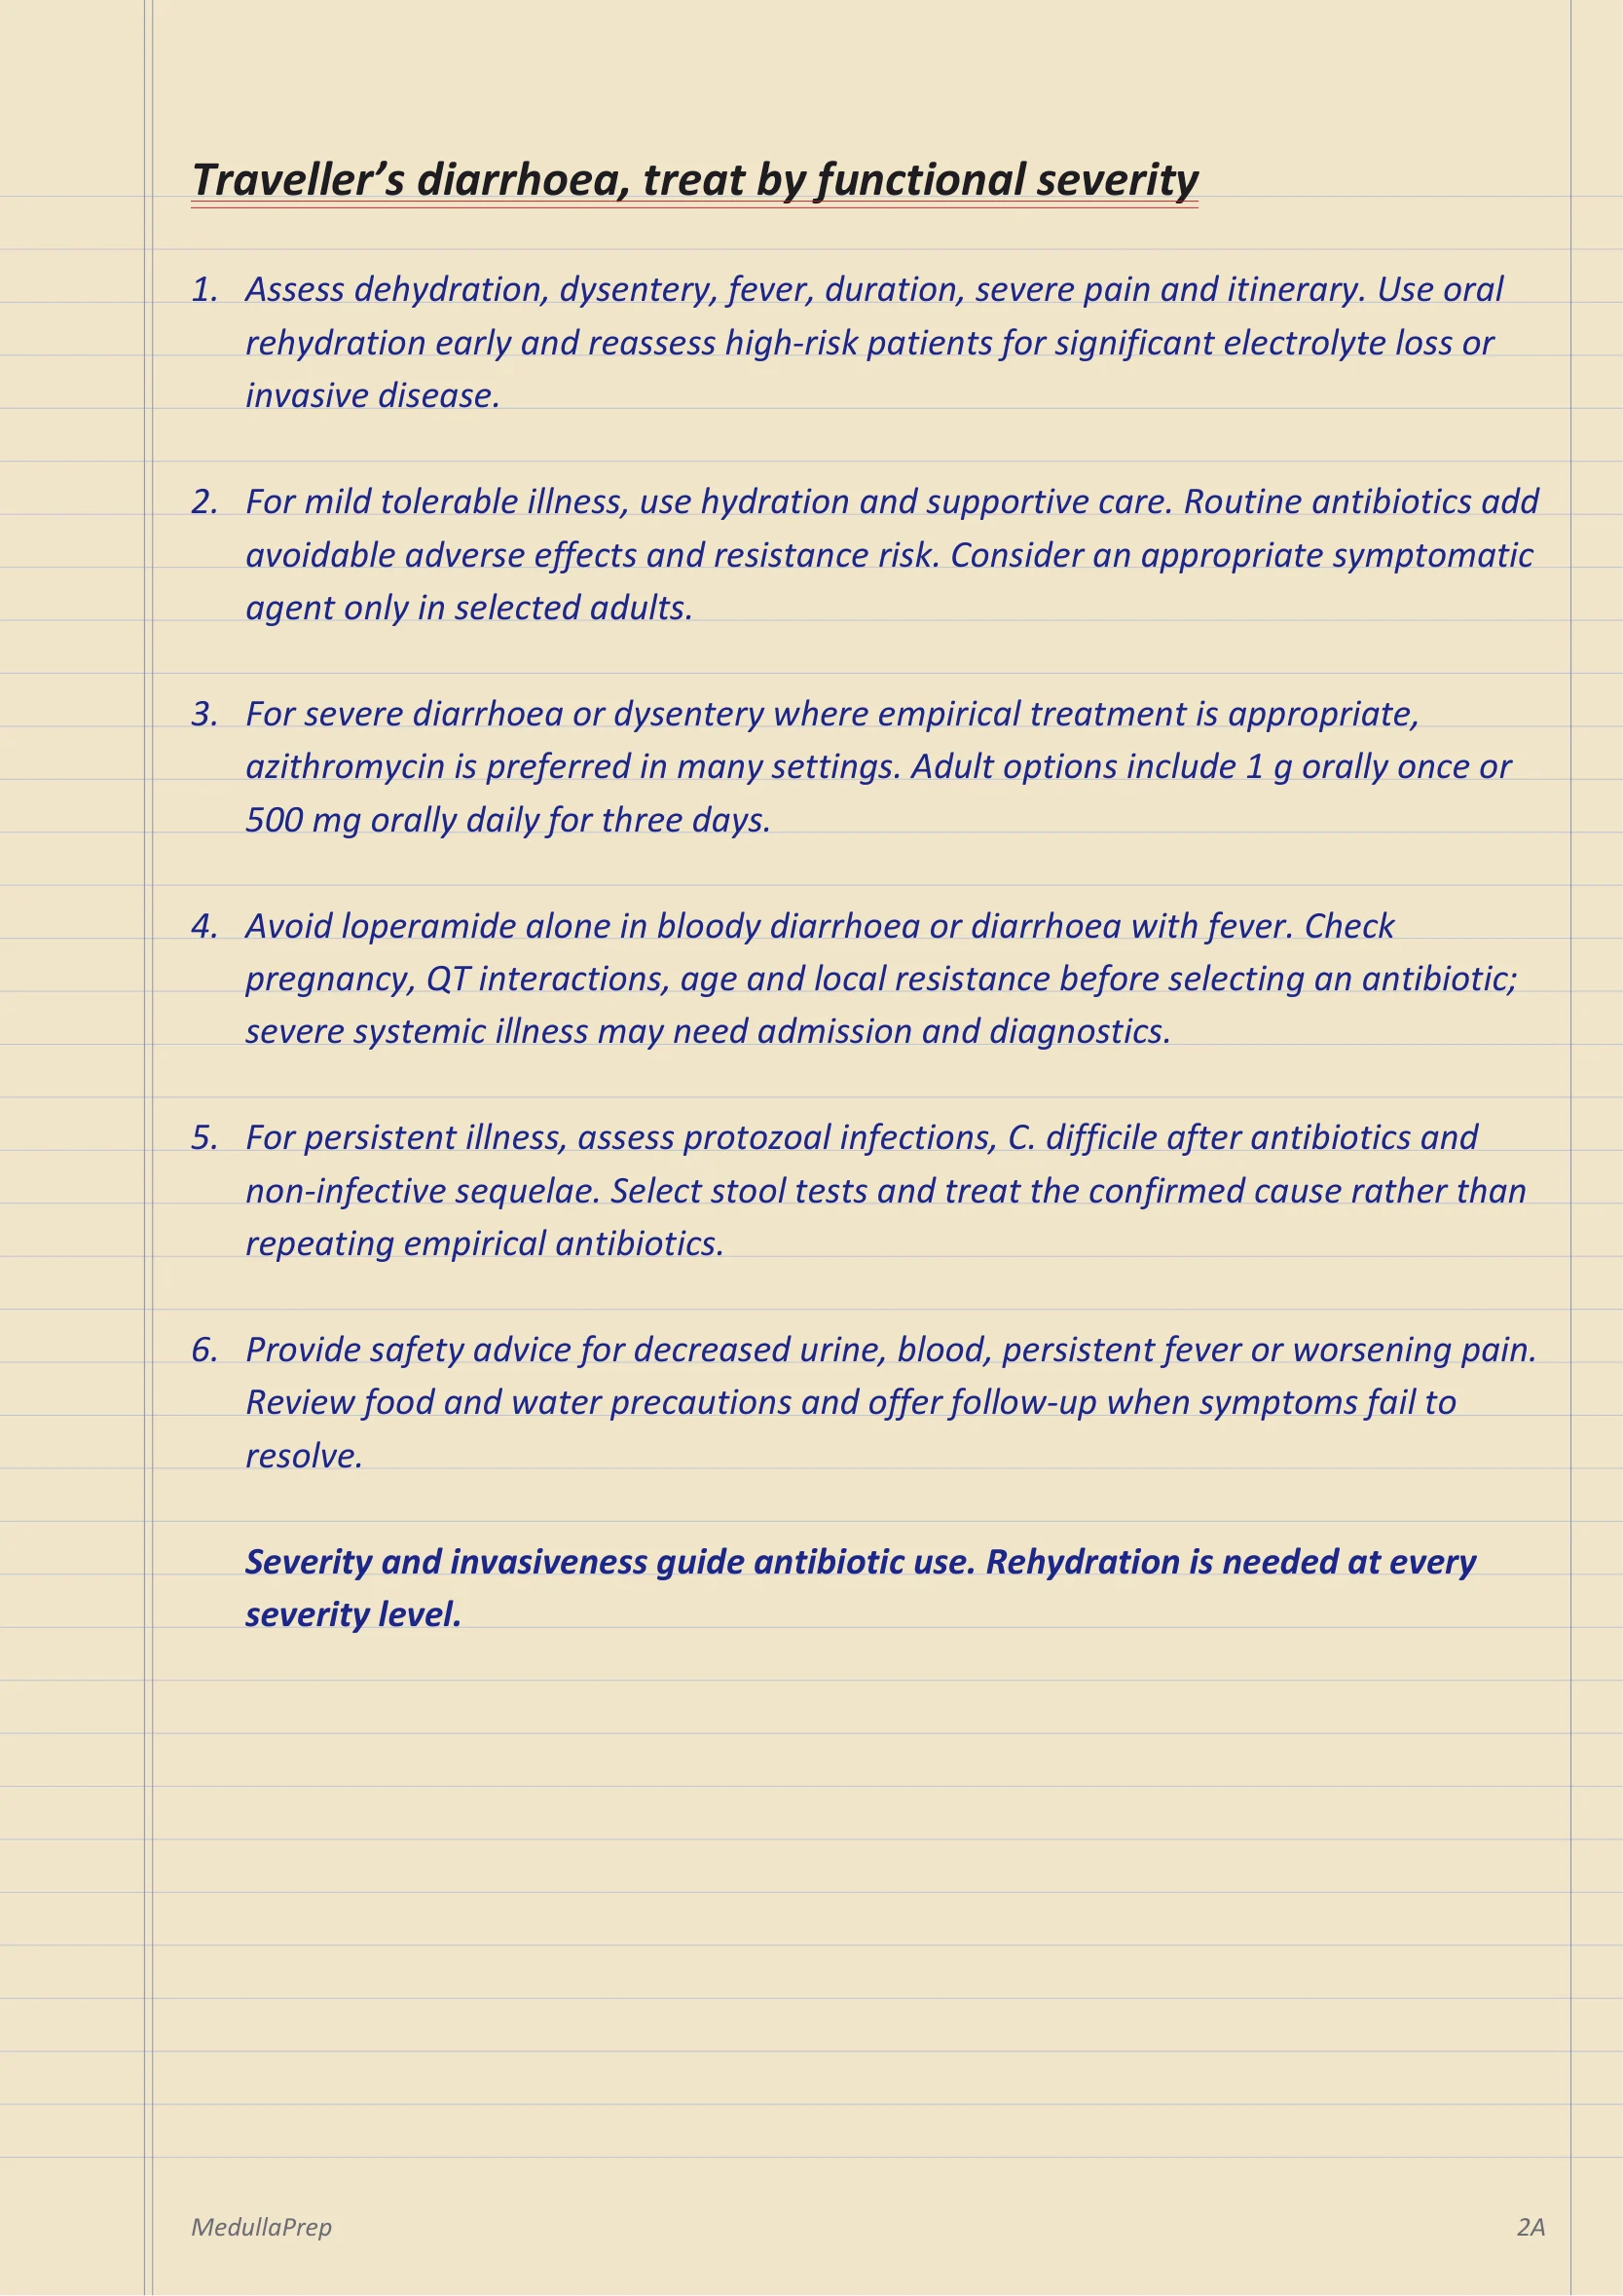 Traveller’s diarrhoea, treat by functional severity
1. Assess dehydration, dysentery, fever, duration, severe pain and itinerary. Use oral
rehydration early and reassess high-risk patients for significant electrolyte loss or
invasive disease.
2. For mild tolerable illness, use hydration and supportive care. Routine antibiotics add
avoidable adverse effects and resistance risk. Consider an appropriate symptomatic
agent only in selected adults.
3. For severe diarrhoea or dysentery where empirical treatment is appropriate,
azithromycin is preferred in many settings. Adult options include 1 g orally once or
500 mg orally daily for three days.
4. Avoid loperamide alone in bloody diarrhoea or diarrhoea with fever. Check
pregnancy, QT interactions, age and local resistance before selecting an antibiotic;
severe systemic illness may need admission and diagnostics.
5. For persistent illness, assess protozoal infections, C. difficile after antibiotics and
non-infective sequelae. Select stool tests and treat the confirmed cause rather than
repeating empirical antibiotics.
6. Provide safety advice for decreased urine, blood, persistent fever or worsening pain.
Review food and water precautions and offer follow-up when symptoms fail to
resolve.
Severity and invasiveness guide antibiotic use. Rehydration is needed at every
severity level.
MedullaPrep
2A